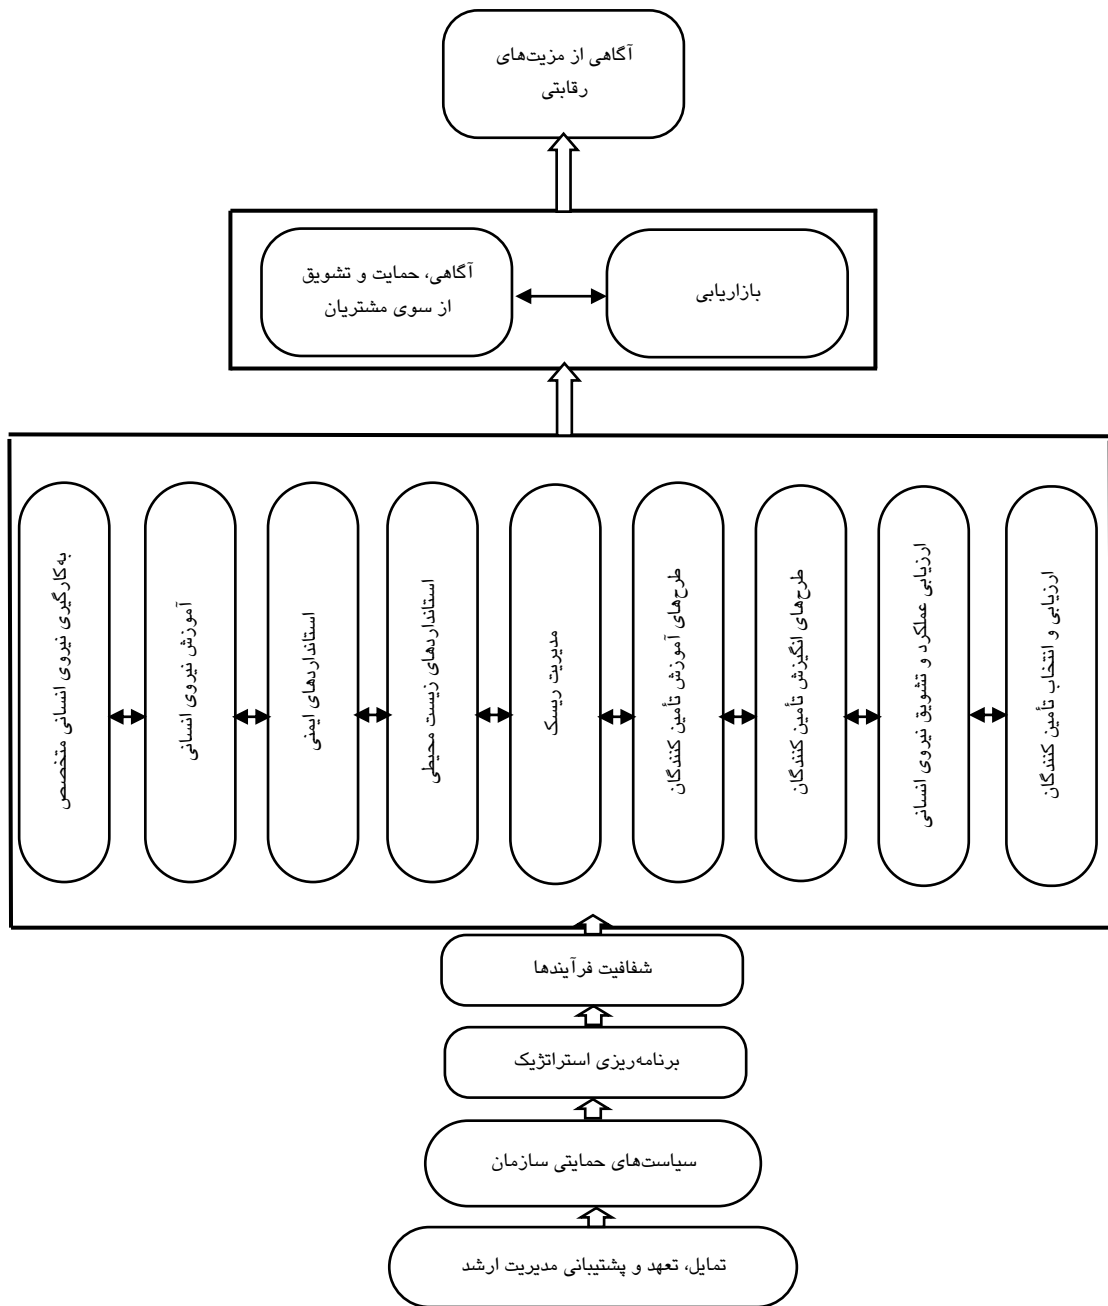 آگاهی از مزیت‌های
رقابتی
بازاریابی
آگاهی، حمایت و تشویق
از سوی مشتریان
ارزیابی و انتخاب تأمین کنندگان
ارزیابی عملکرد و تشویق نیروی انسانی
طرح‌های انگیزش تأمین کنندگان
طرح‌های آموزش تأمین کنندگان
مدیریت ریسک
استانداردهای زیست محیطی
استانداردهای ایمنی
آموزش نیروی انسانی
به‌کارگیری نیروی انسانی متخصص
شفافیت فرآیندها
برنامه‌ریزی استراتژیک
سیاست‌های حمایتی سازمان
تمایل، تعهد و پشتیبانی مدیریت ارشد